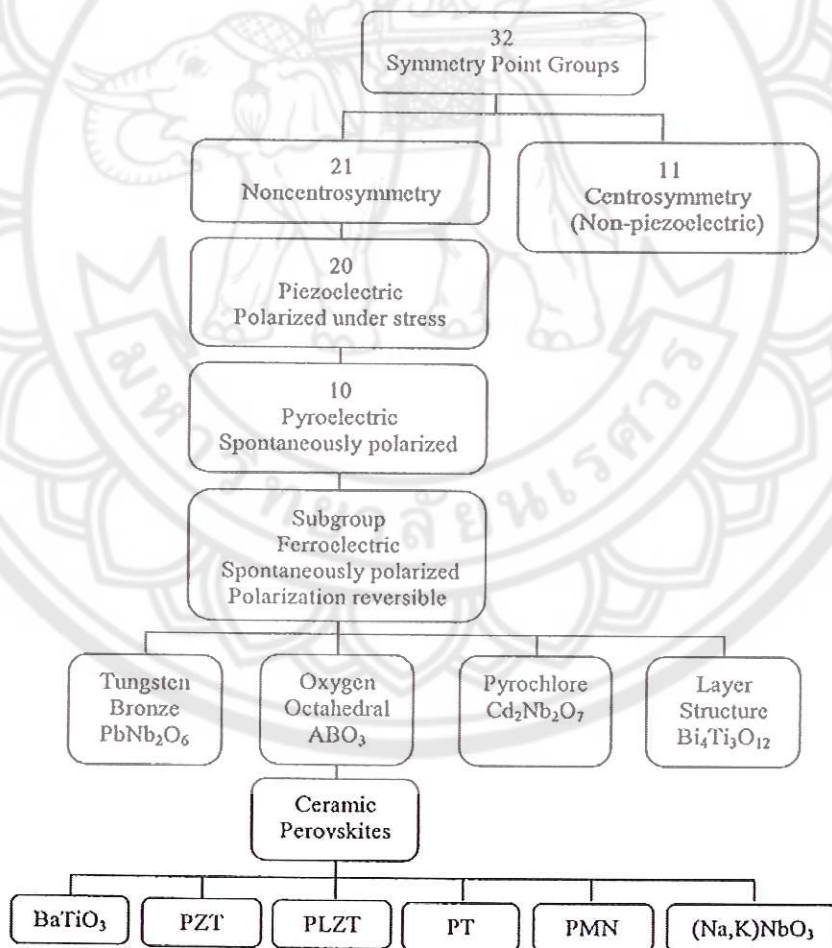 32
Symmetry Point Groups
21
Noncentrosymmetry
11
Centrosymmetry
(Non-piezoelectric)
20
Piezoelectric
Polarized under stress
10
Pyroelectric
Spontaneously polarized
Subgroup
Ferroelectric
Spontaneously polarized
Polarization reversible
Tungsten
Bronze
PbNb₂O₆
Oxygen
Octahedral
ABO₃
Pyrochlore
Cd₂Nb₂O₇
Layer
Structure
Bi₄Ti₃O₁₂
Ceramic
Perovskites
BaTiO₃
PZT
PLZT
PT
PMN
(Na,K)NbO₃